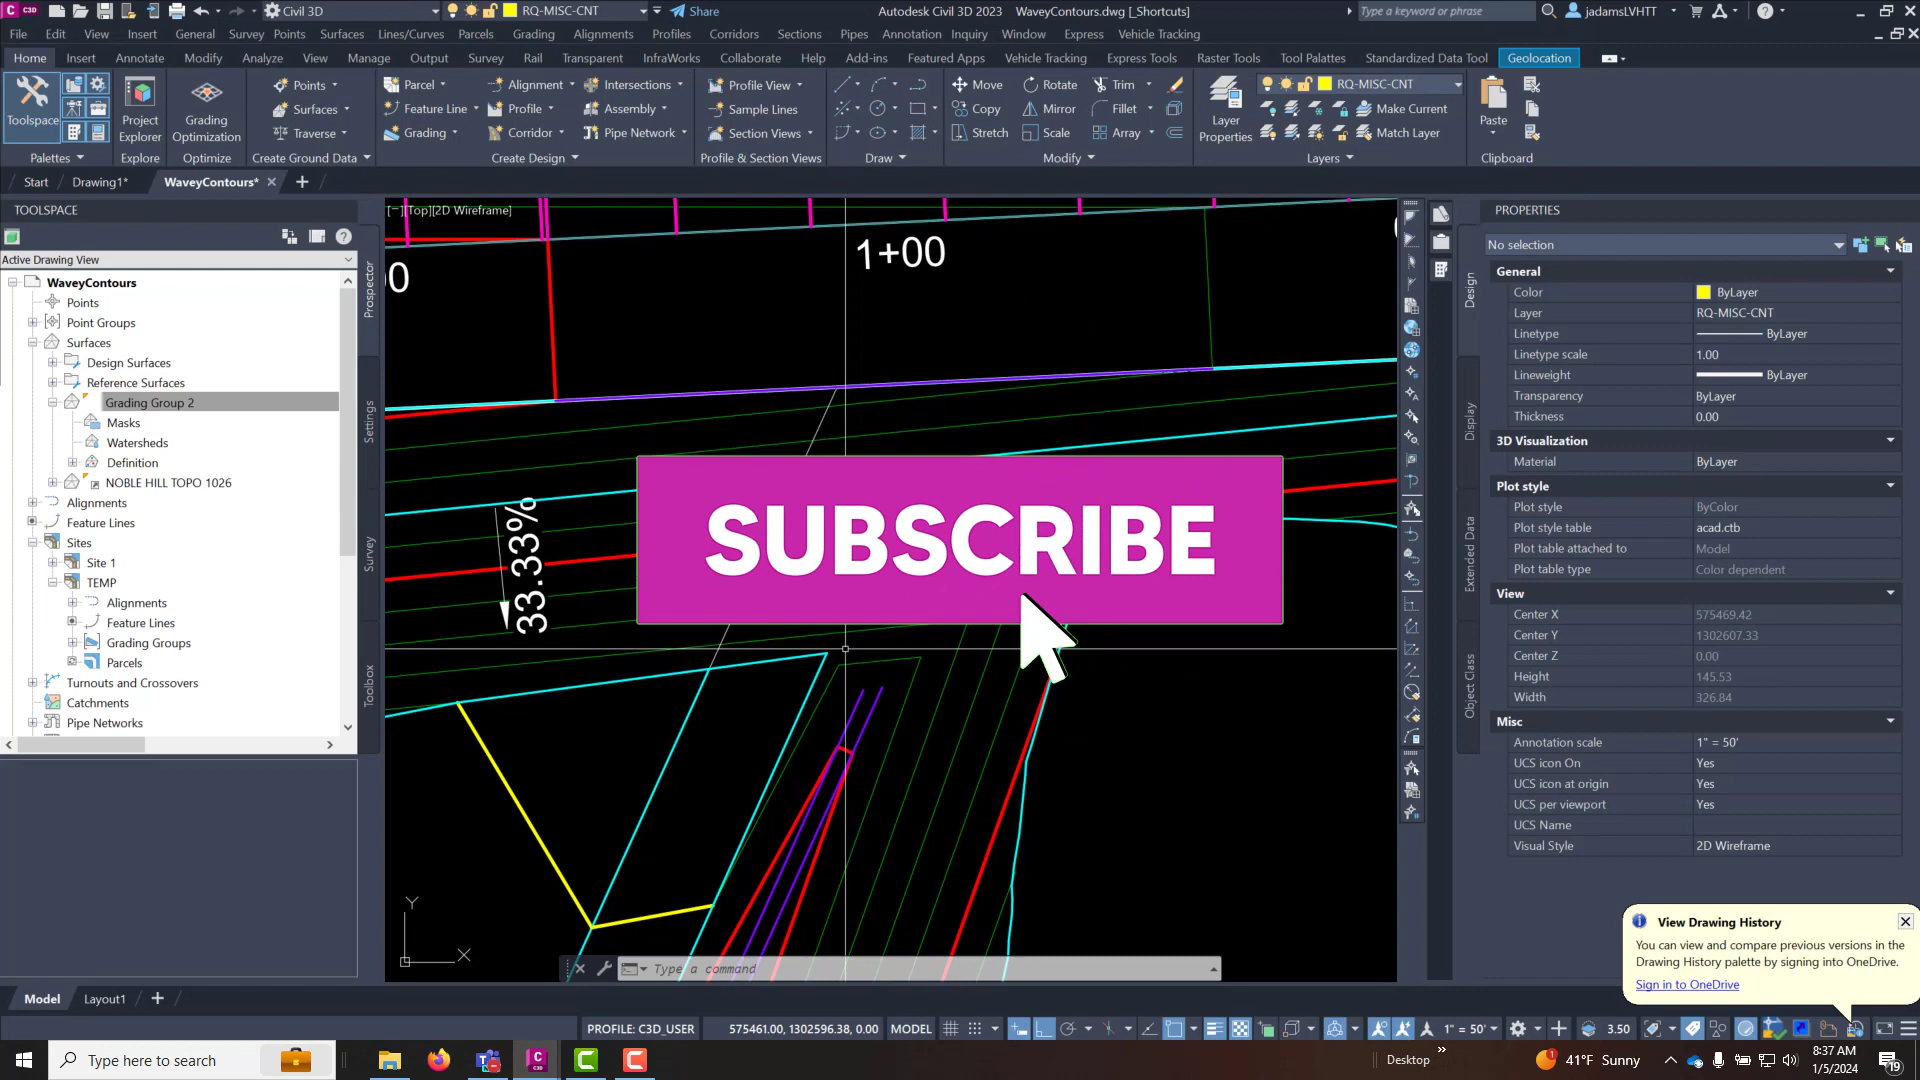 C3D
Civil 3D
RQ-MISC-CNT
Share
Autodesk Civil 3D 2023
WaveyContours.dwg [_Shortcuts]
Type a keyword or phrase
jadamsLVHTT
File Edit View Insert General Survey Points Surfaces Lines/Curves Parcels Grading Alignments Profiles Corridors Sections Pipes Annotation Inquiry Window Express Vehicle Tracking
Home Insert Annotate Modify Analyze View Manage Output Survey Rail Transparent InfraWorks Collaborate Help Add-ins Featured Apps Vehicle Tracking Express Tools Raster Tools Tool Palettes Standardized Data Tool Geolocation
Points
Parcel
Alignment
Intersections
Profile View
Move
Rotate
Trim
RQ-MISC-CNT
Toolspace
Project
Explorer
Grading
Optimization
Surfaces
Feature Line
Profile
Assembly
Sample Lines
Copy
Mirror
Fillet
Layer
Properties
Make Current
Paste
Traverse
Grading
Corridor
Pipe Network
Section Views
Stretch
Scale
Array
Match Layer
Palettes
Explore
Optimize
Create Ground Data
Create Design
Profile & Section Views
Draw
Modify
Layers
Clipboard
Start
Drawing1*
WaveyContours*
TOOLSPACE
Active Drawing View
WaveyContours
Points
Point Groups
Surfaces
Design Surfaces
Reference Surfaces
Grading Group 2
Masks
Watersheds
Definition
NOBLE HILL TOPO 1026
Alignments
Feature Lines
Sites
Site 1
TEMP
Alignments
Feature Lines
Grading Groups
Parcels
Turnouts and Crossovers
Catchments
Pipe Networks
Prospector
Settings
Survey
Toolbox
[−][Top][2D Wireframe]
1+00
33.33%
SUBSCRIBE
Y
X
Type a command
PROPERTIES
No selection
Design
Display
Extended Data
Object Class
General
Color ByLayer
Layer RQ-MISC-CNT
Linetype ByLayer
Linetype scale 1.00
Lineweight ByLayer
Transparency ByLayer
Thickness 0.00
3D Visualization
Material ByLayer
Plot style
Plot style ByColor
Plot style table acad.ctb
Plot table attached to Model
Plot table type Color dependent
View
Center X 575469.42
Center Y 1302607.33
Center Z 0.00
Height 145.53
Width 326.84
Misc
Annotation scale 1" = 50'
UCS icon On Yes
UCS icon at origin Yes
UCS per viewport Yes
UCS Name
Visual Style 2D Wireframe
View Drawing History
You can view and compare previous versions in the
Drawing History palette by signing into OneDrive.
Sign in to OneDrive
Model
Layout1
PROFILE: C3D_USER
575461.00, 1302596.38, 0.00
MODEL
1" = 50'
3.50
Type here to search
Desktop
41°F Sunny
8:37 AM
1/5/2024
19